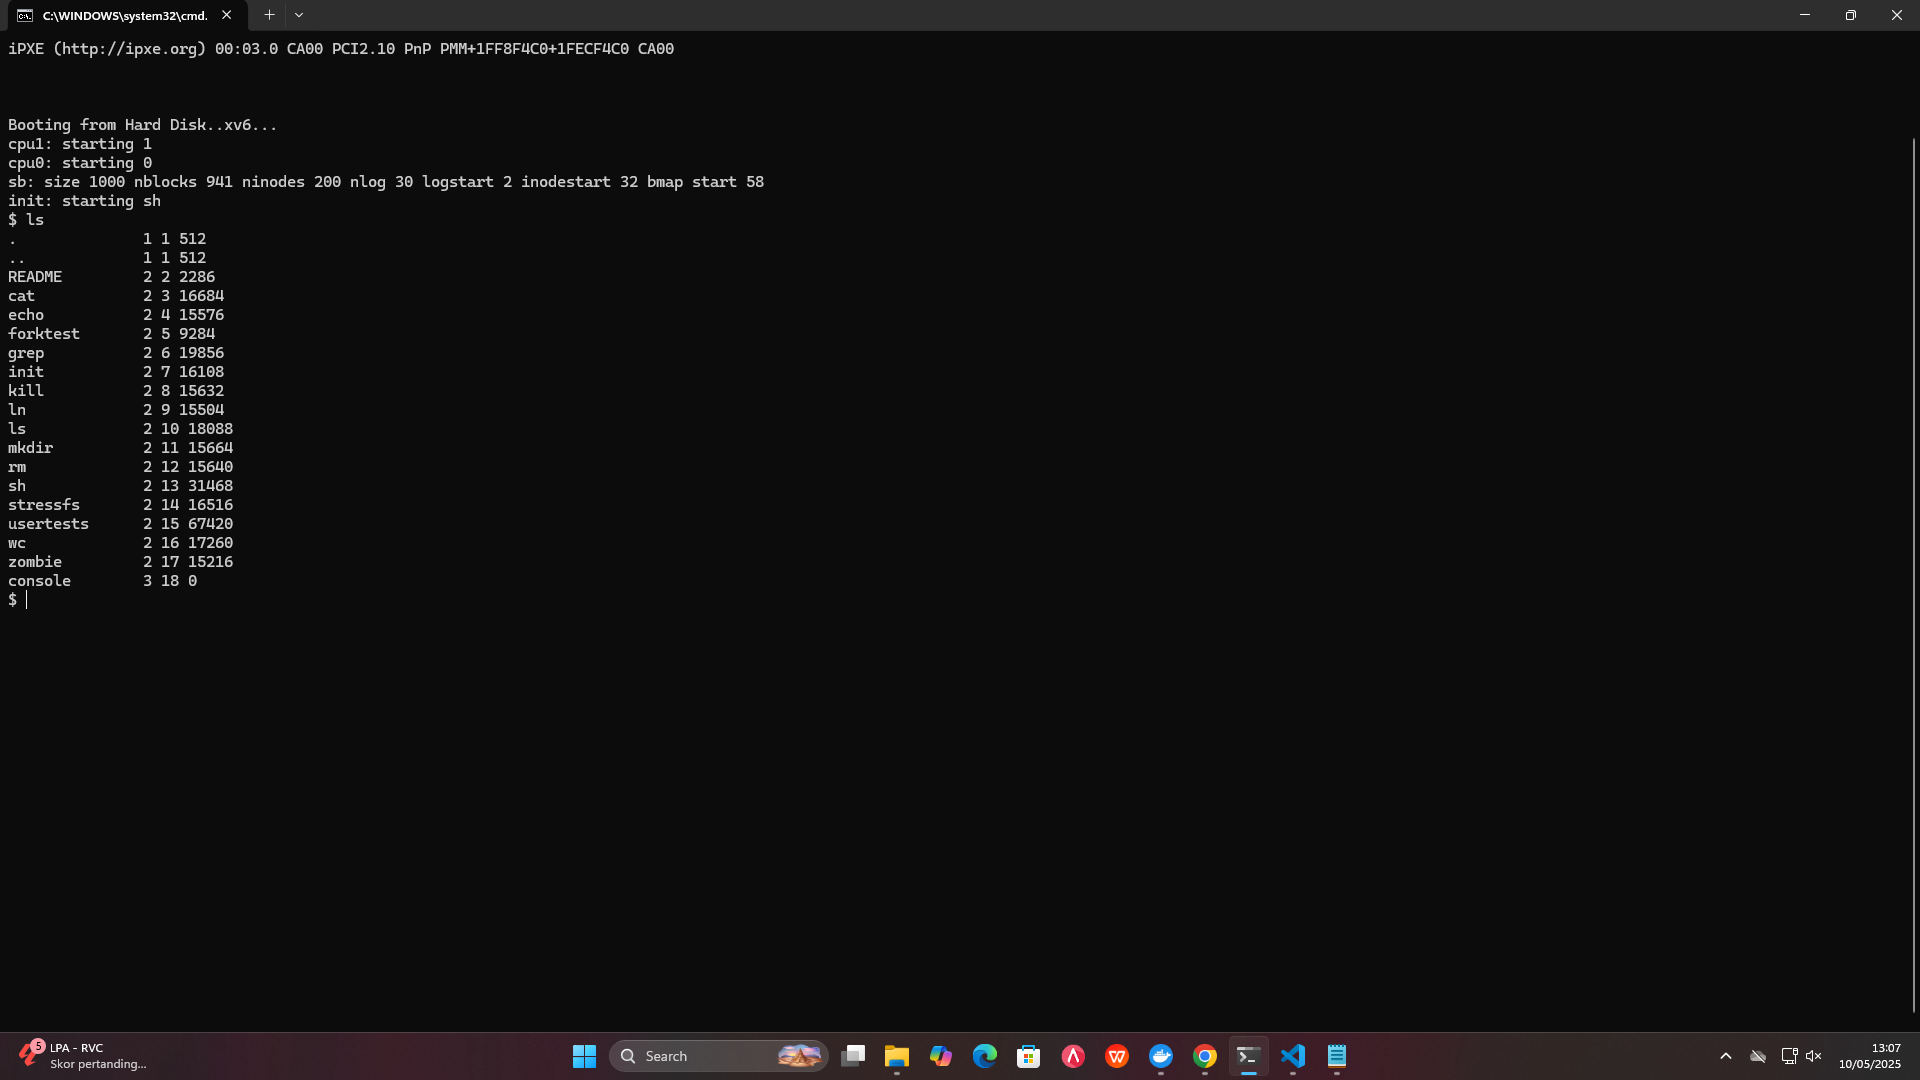 C:\WINDOWS\system32\cmd.
iPXE (http://ipxe.org) 00:03.0 CA00 PCI2.10 PnP PMM+1FF8F4C0+1FECF4C0 CA00
Booting from Hard Disk..xv6...
cpu1: starting 1
cpu0: starting 0
sb: size 1000 nblocks 941 ninodes 200 nlog 30 logstart 2 inodestart 32 bmap start 58
init: starting sh
$ ls
.              1 1 512
..             1 1 512
README         2 2 2286
cat            2 3 16684
echo           2 4 15576
forktest       2 5 9284
grep           2 6 19856
init           2 7 16108
kill           2 8 15632
ln             2 9 15504
ls             2 10 18088
mkdir          2 11 15664
rm             2 12 15640
sh             2 13 31468
stressfs       2 14 16516
usertests      2 15 67420
wc             2 16 17260
zombie         2 17 15216
console        3 18 0
$
5
LPA - RVC
Skor pertanding...
Search
13:07
10/05/2025